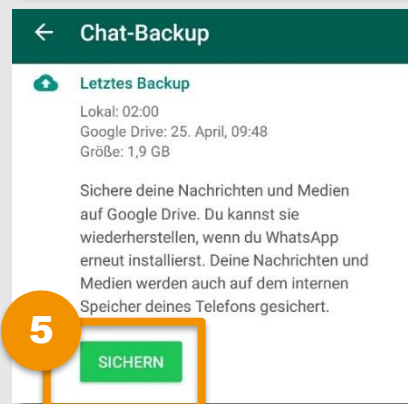 Chat-Backup
Letztes Backup
Lokal: 02:00
Google Drive: 25. April, 09:48
Größe: 1,9 GB
Sichere deine Nachrichten und Medien
auf Google Drive. Du kannst sie
wiederherstellen, wenn du WhatsApp
erneut installierst. Deine Nachrichten und
Medien werden auch auf dem internen
Speicher deines Telefons gesichert.
5
SICHERN